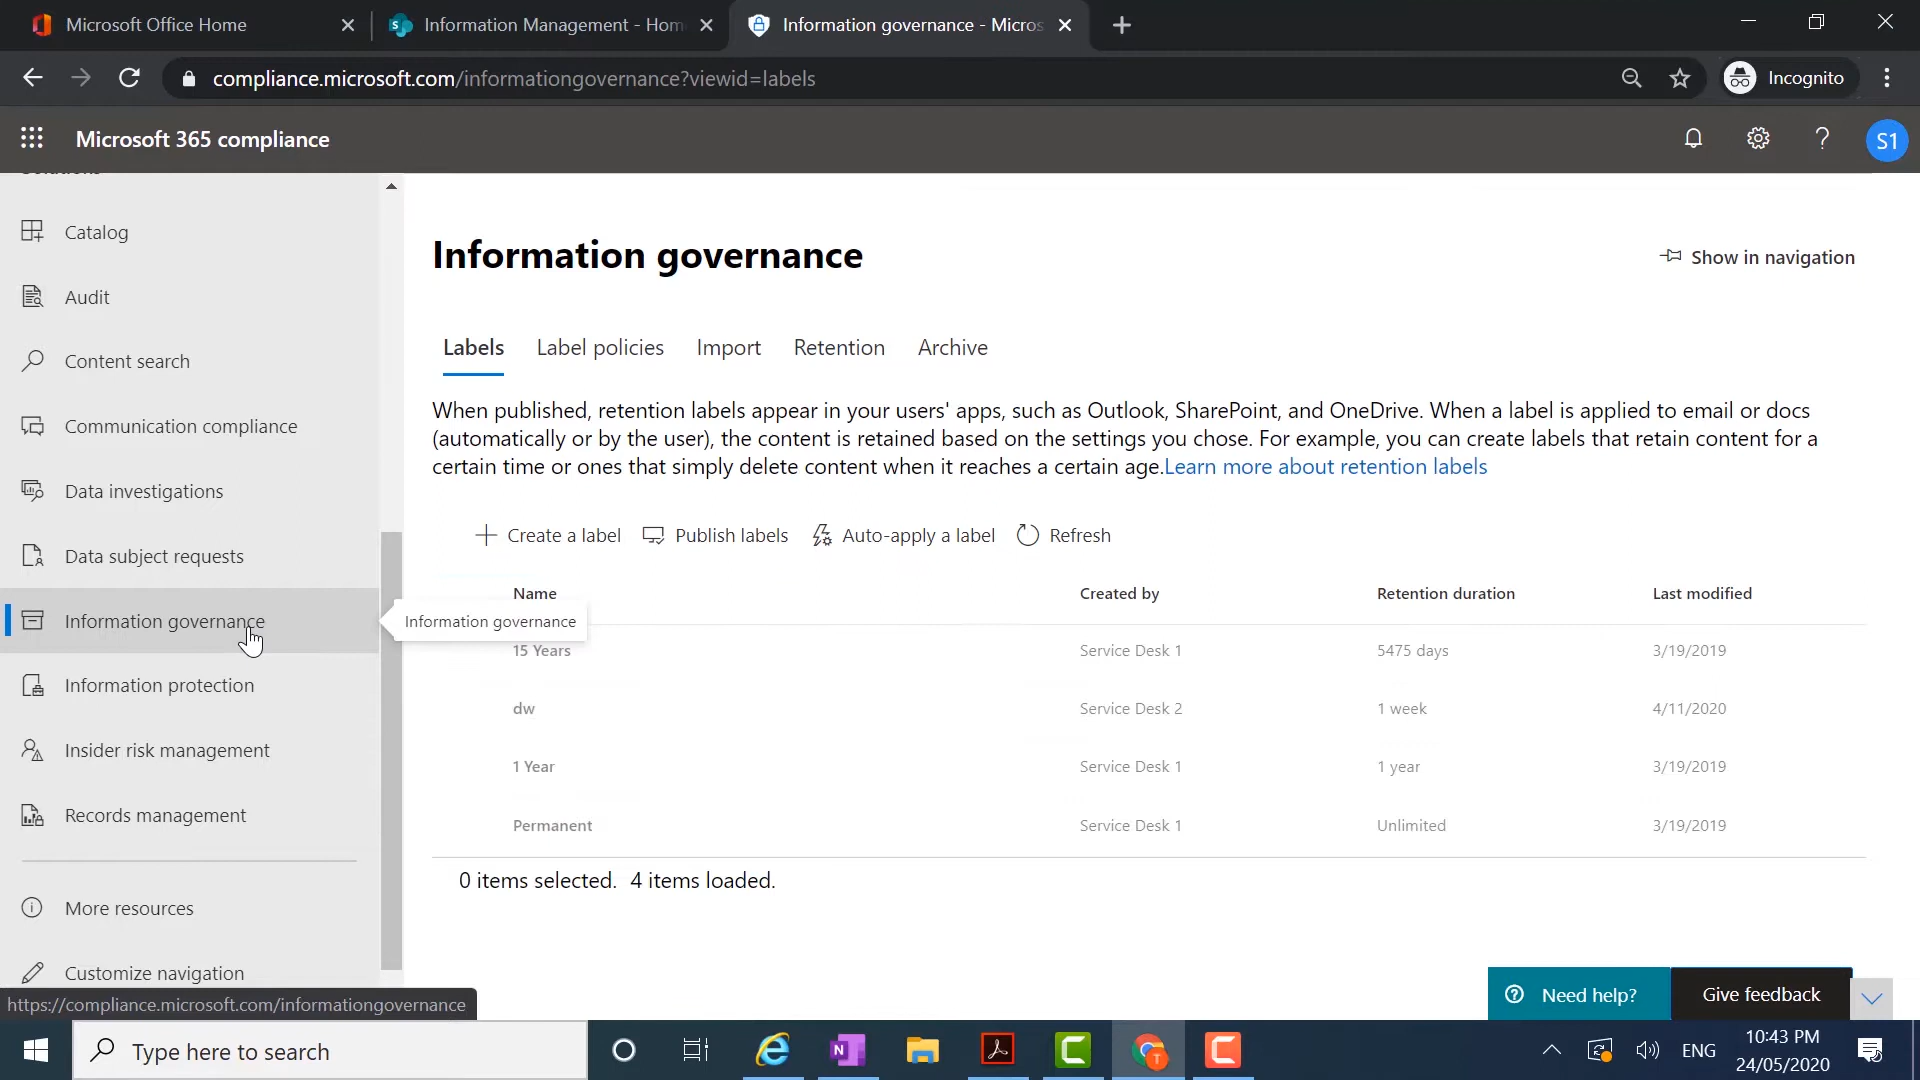 Microsoft Office Home
Information Management - Hom
Information governance - Micros
compliance.microsoft.com/informationgovernance?viewid=labels
Incognito
Microsoft 365 compliance
S1
Solutions
Catalog
Audit
Content search
Communication compliance
Data investigations
Data subject requests
Information governance
Information protection
Insider risk management
Records management
More resources
Customize navigation
https://compliance.microsoft.com/informationgovernance
Information governance
Information governance
Show in navigation
Labels Label policies Import Retention Archive
When published, retention labels appear in your users' apps, such as Outlook, SharePoint, and OneDrive. When a label is applied to email or docs
(automatically or by the user), the content is retained based on the settings you chose. For example, you can create labels that retain content for a
certain time or ones that simply delete content when it reaches a certain age.Learn more about retention labels
Create a label Publish labels Auto-apply a label Refresh
Name Created by Retention duration Last modified
15 Years Service Desk 1 5475 days 3/19/2019
dw Service Desk 2 1 week 4/11/2020
1 Year Service Desk 1 1 year 3/19/2019
Permanent Service Desk 1 Unlimited 3/19/2019
0 items selected. 4 items loaded.
Need help? Give feedback
Type here to search
ENG
10:43 PM
24/05/2020